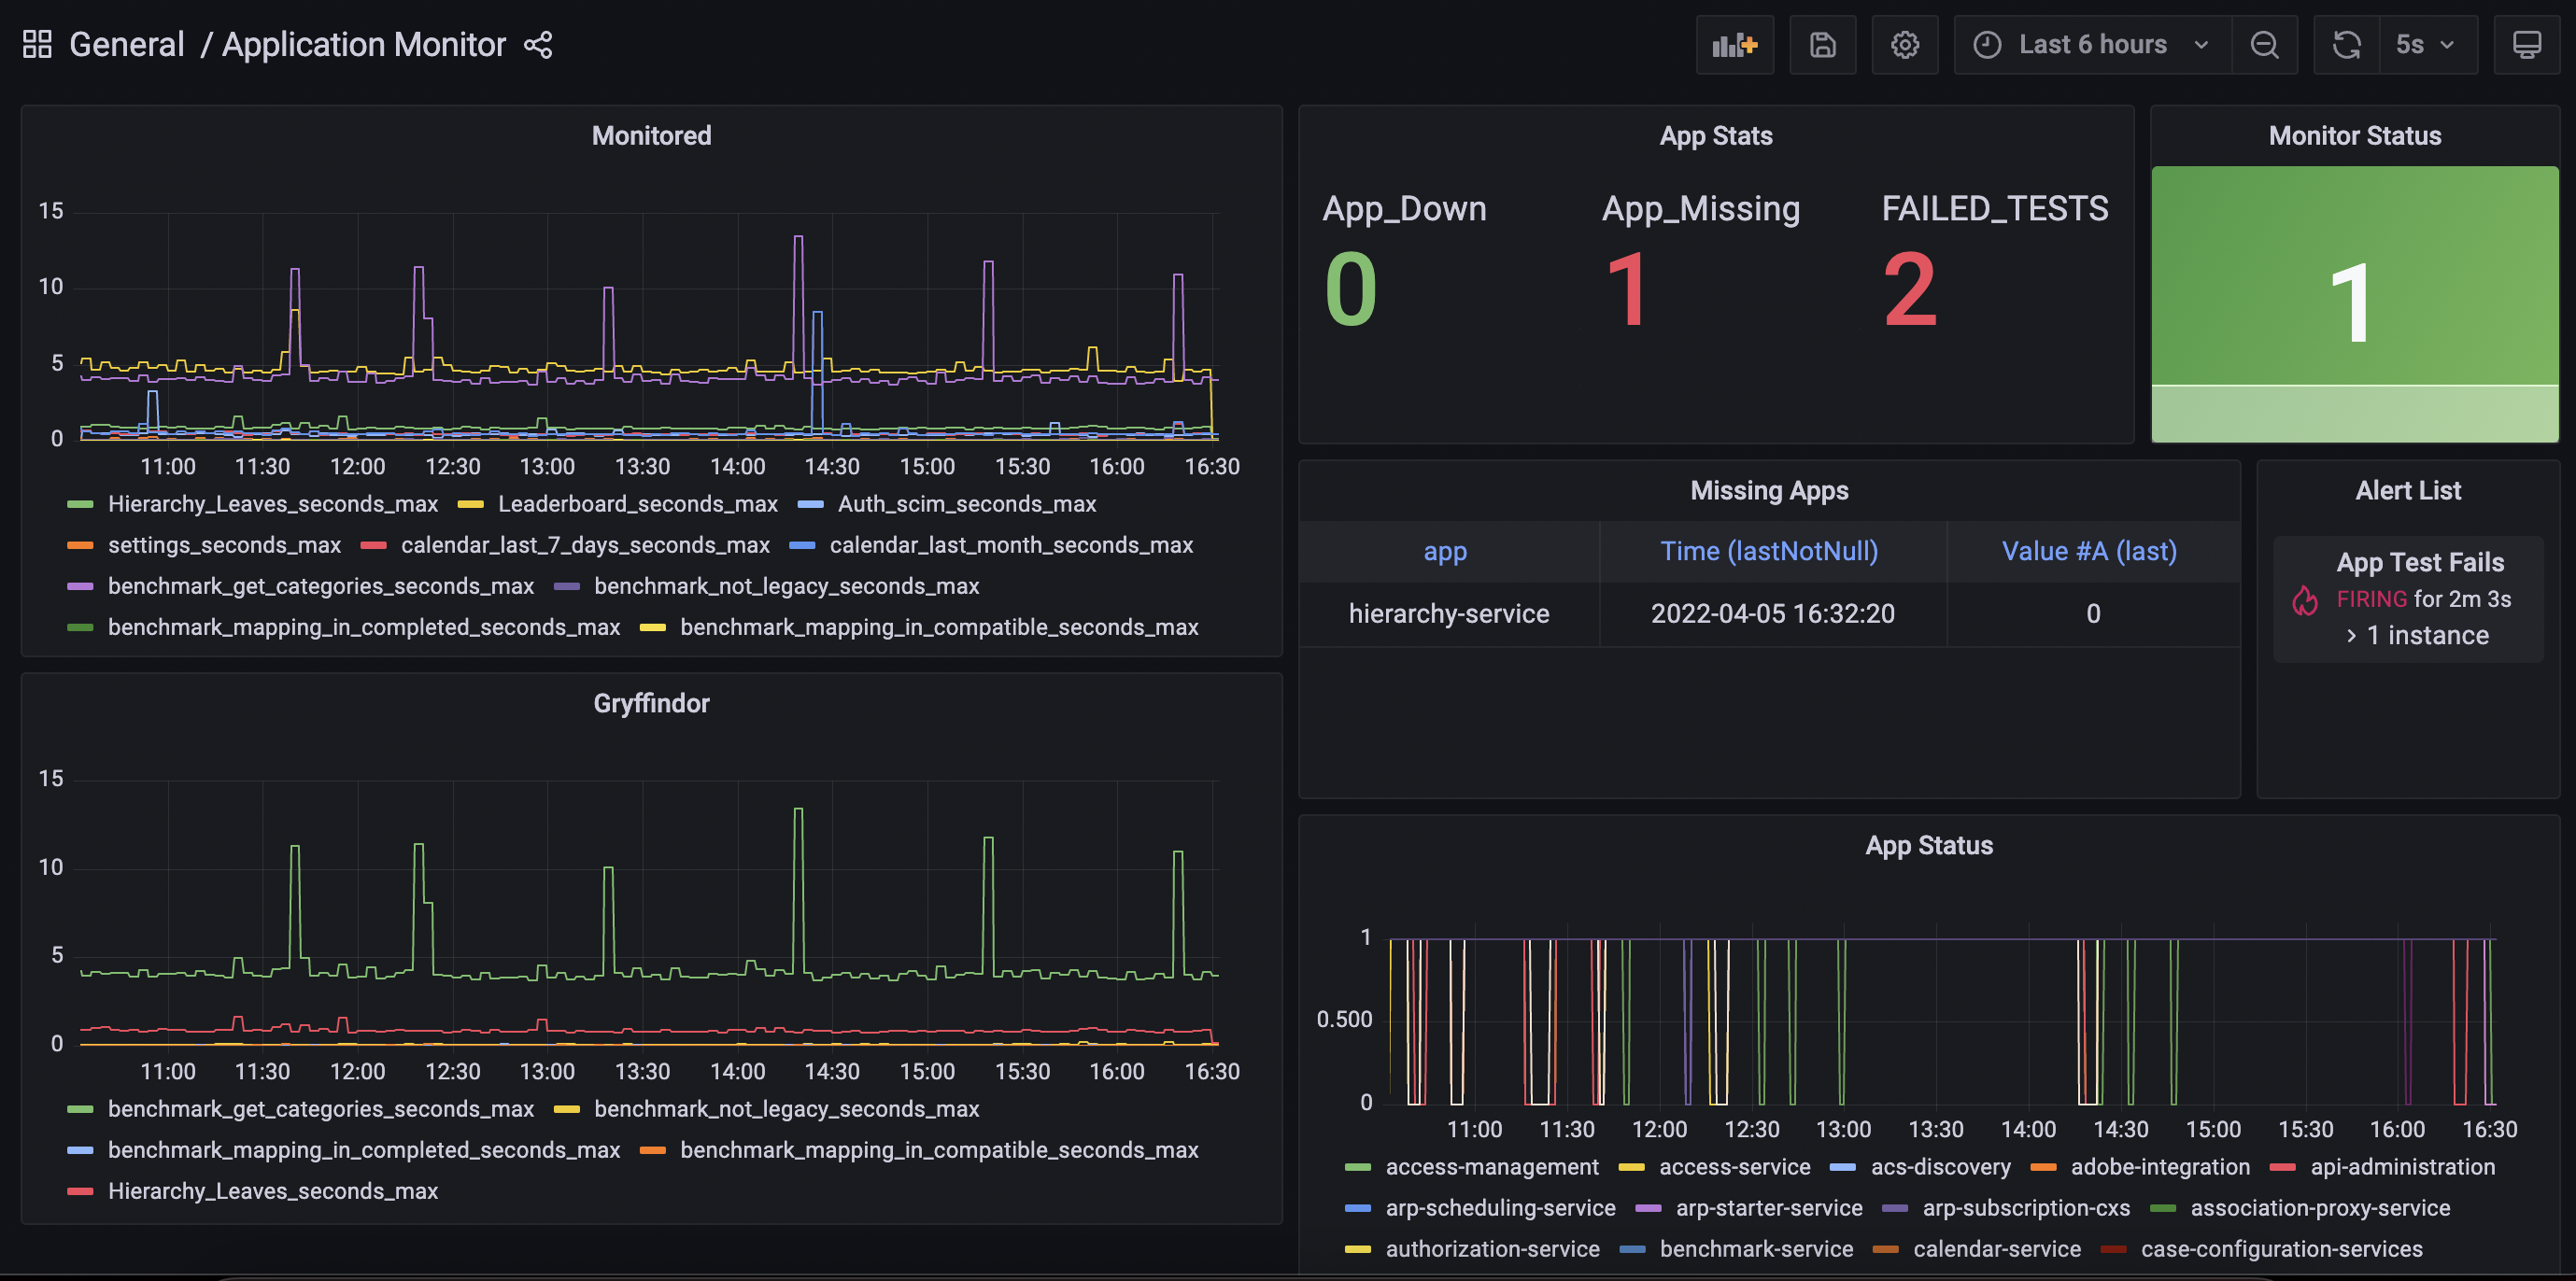 General / Application Monitor
Last 6 hours
5s
Monitored
15
10
5
0
11:00 11:30 12:00 12:30 13:00 13:30 14:00 14:30 15:00 15:30 16:00 16:30
Hierarchy_Leaves_seconds_max Leaderboard_seconds_max Auth_scim_seconds_max
settings_seconds_max calendar_last_7_days_seconds_max calendar_last_month_seconds_max
benchmark_get_categories_seconds_max benchmark_not_legacy_seconds_max
benchmark_mapping_in_completed_seconds_max benchmark_mapping_in_compatible_seconds_max
App Stats
App_Down App_Missing FAILED_TESTS
0 1 2
Monitor Status
1
Missing Apps
app Time (lastNotNull) Value #A (last)
hierarchy-service 2022-04-05 16:32:20 0
Alert List
App Test Fails
FIRING for 2m 3s
> 1 instance
Gryffindor
15
10
5
0
11:00 11:30 12:00 12:30 13:00 13:30 14:00 14:30 15:00 15:30 16:00 16:30
benchmark_get_categories_seconds_max benchmark_not_legacy_seconds_max
benchmark_mapping_in_completed_seconds_max benchmark_mapping_in_compatible_seconds_max
Hierarchy_Leaves_seconds_max
App Status
1
0.500
0
11:00 11:30 12:00 12:30 13:00 13:30 14:00 14:30 15:00 15:30 16:00 16:30
access-management access-service acs-discovery adobe-integration api-administration
arp-scheduling-service arp-starter-service arp-subscription-cxs association-proxy-service
authorization-service benchmark-service calendar-service case-configuration-services